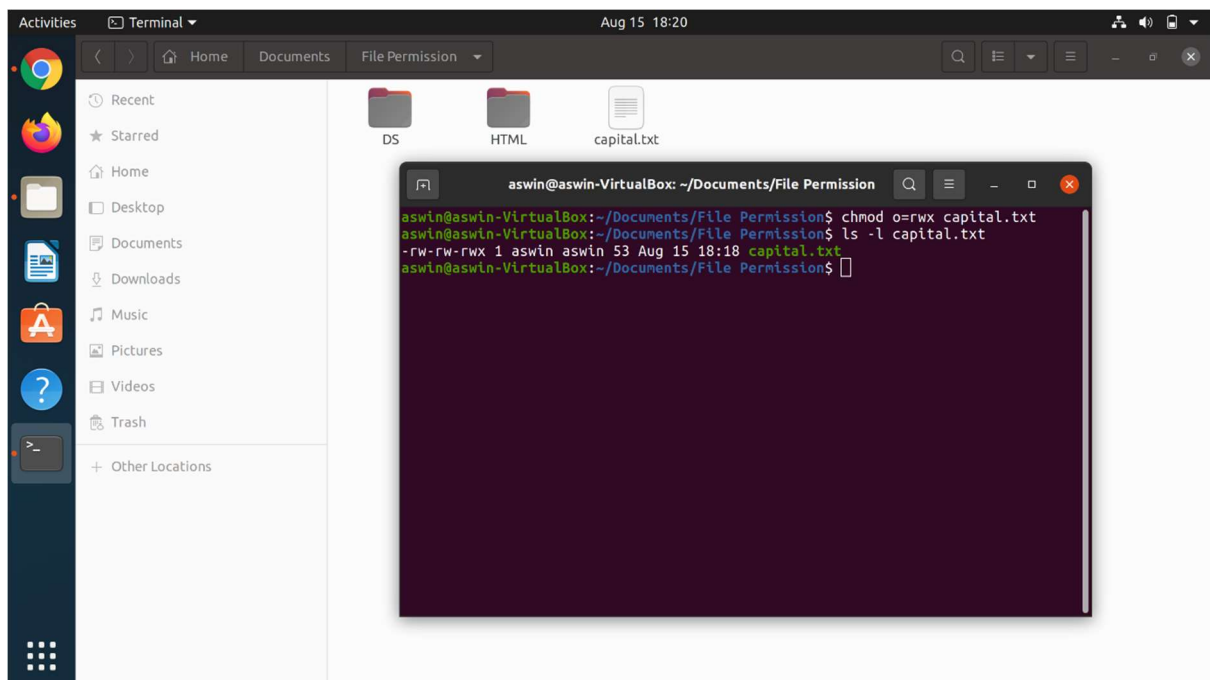 Activities Terminal Aug 15 18:20
Home Documents File Permission
Recent
Starred
Home
Desktop
Documents
Downloads
Music
Pictures
Videos
Trash
+ Other Locations
DS HTML capital.txt
aswin@aswin-VirtualBox: ~/Documents/File Permission
aswin@aswin-VirtualBox:~/Documents/File Permission$ chmod o=rwx capital.txt
aswin@aswin-VirtualBox:~/Documents/File Permission$ ls -l capital.txt
-rw-rw-rwx 1 aswin aswin 53 Aug 15 18:18 capital.txt
aswin@aswin-VirtualBox:~/Documents/File Permission$